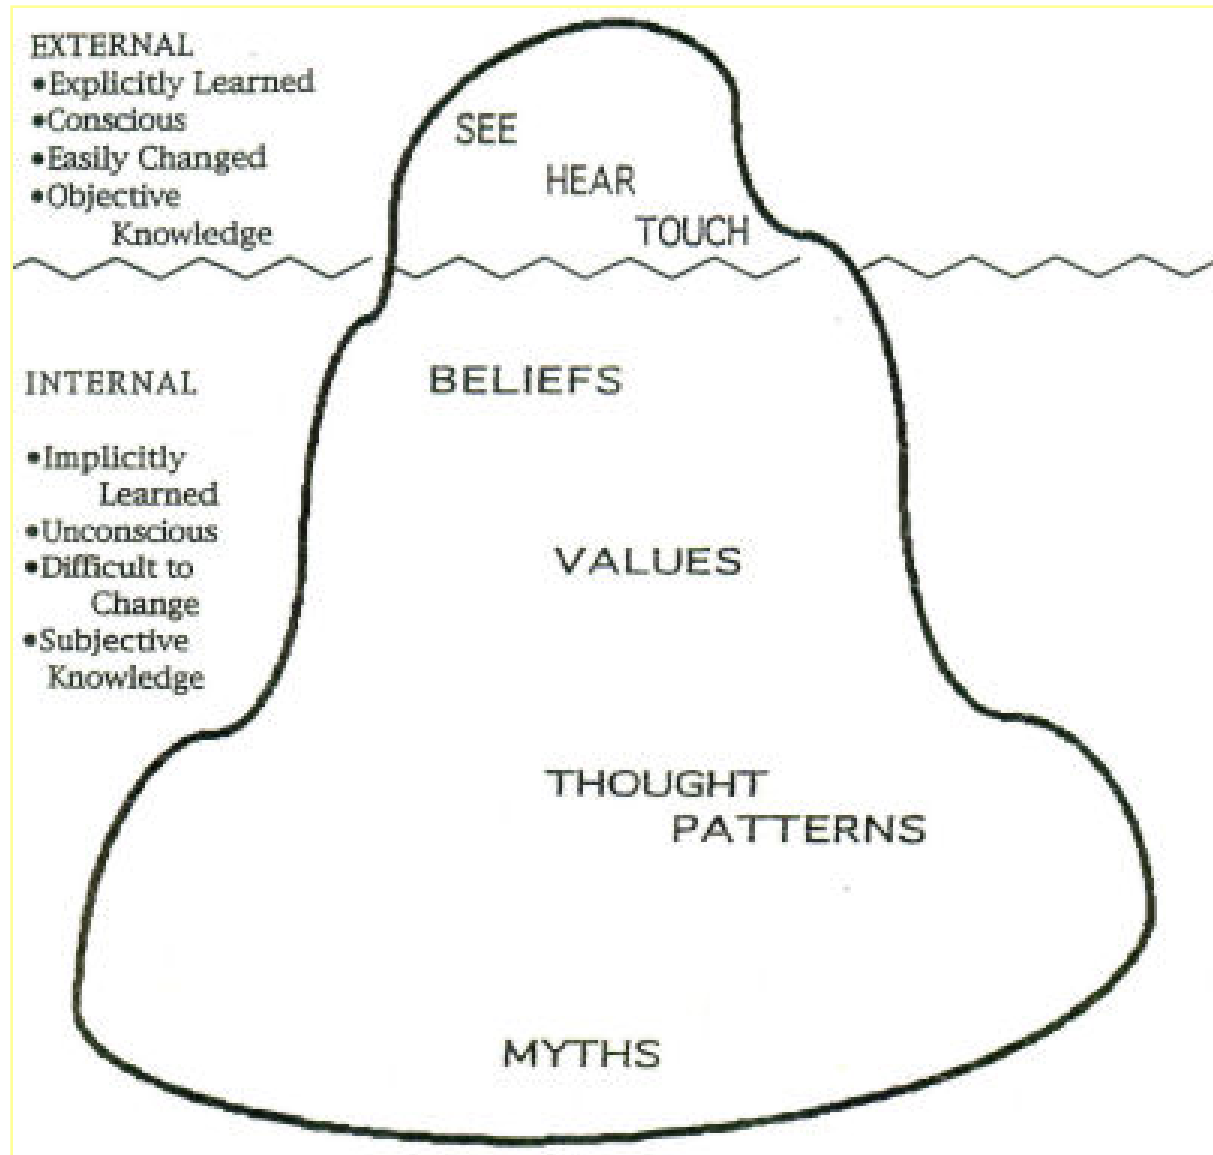 EXTERNAL
•Explicitly Learned
•Conscious
•Easily Changed
•Objective
Knowledge
SEE
HEAR
TOUCH
INTERNAL
•Implicitly
Learned
•Unconscious
•Difficult to
Change
•Subjective
Knowledge
BELIEFS
VALUES
THOUGHT
PATTERNS
MYTHS